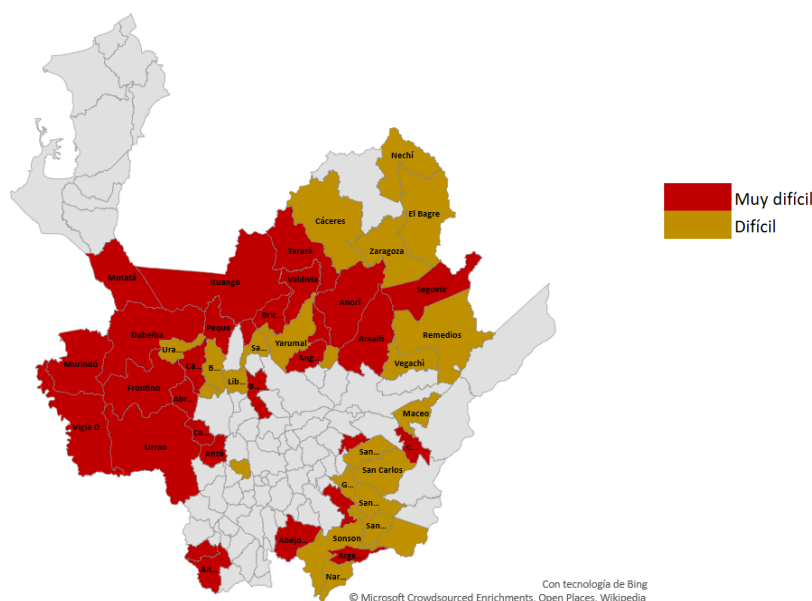 Nechí
El Bagre
Cáceres
Zaragoza
Tarazá
Mutatá
Ituango
Valdivia
Segovia
Anorí
Bric...
Dabeiba
Peque
Remedios
Yarumal
Amalfi
Sa...
Ura...
Ang...
Murindó
Ca...
B...
Vegachí
Lib...
Frontino
B...
Abr...
Maceo
Vigía D...
Ca...
Urrao
Anzá
C...
San...
San Carlos
G...
San...
San...
Abejo...
Sonson
Arge...
An...
Nar...
Muy difícil
Difícil
Con tecnología de Bing
© Microsoft Crowdsourced Enrichments, Open Places, Wikipedia